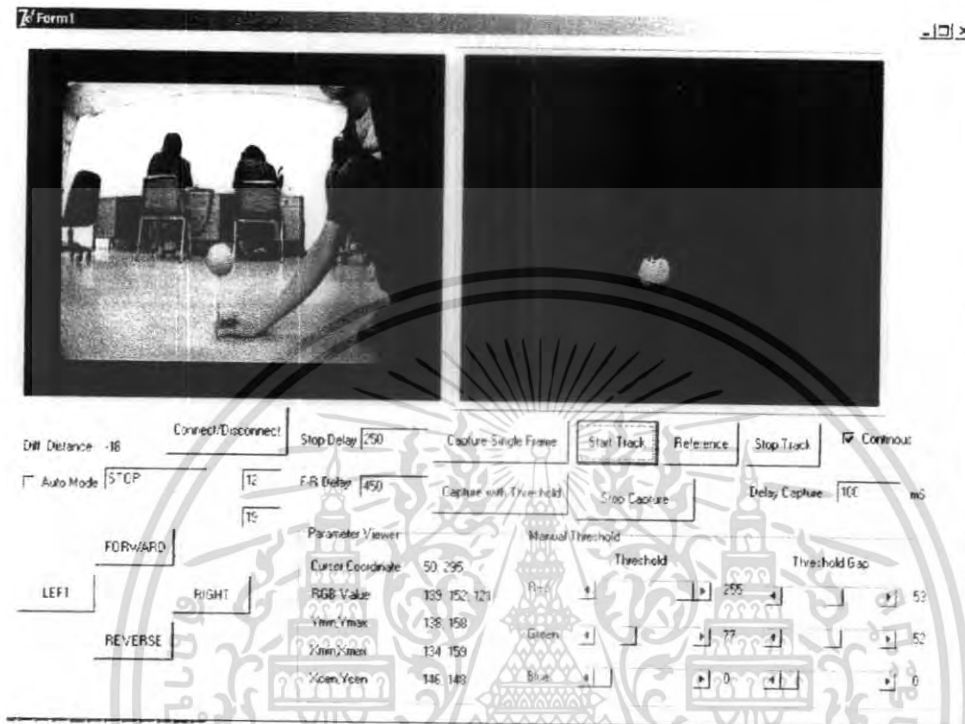 Form1
Diff Distance -18
Connect/Disconnect
Stop Delay 250
Capture Single Frame
Start Track
Reference
Stop Track
Continous
Auto Mode STOP
12
F-R Delay 450
Capture with Threshold
Stop Capture
Delay Capture 100 mS
19
FORWARD
LEFT
RIGHT
REVERSE
Parameter Viewer
Cursor Coordinate 50, 295
RGB Value 139 152 121
Ymin,Ymax 138 158
Xmin,Xmax 134 159
Xcen,Ycen 146 148
Manual Threshold
Threshold
Threshold Gap
Red 255 53
Green 77 52
Blue 0 0